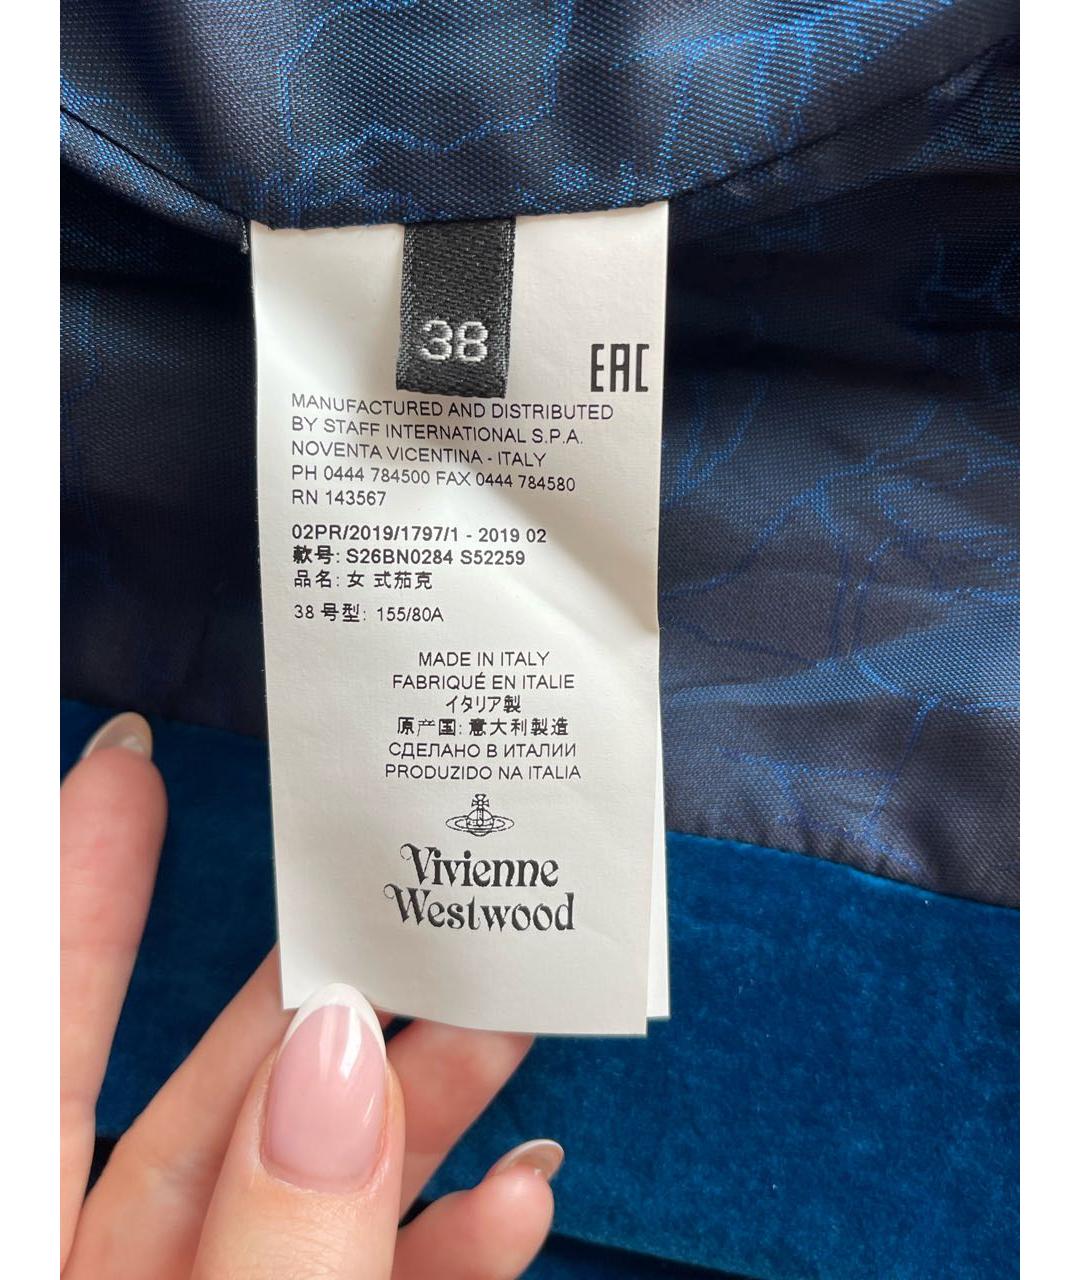 38
EAC
MANUFACTURED AND DISTRIBUTED
BY STAFF INTERNATIONAL S.P.A.
NOVENTA VICENTINA - ITALY
PH 0444 784500 FAX 0444 784580
RN 143567
02PR/2019/1797/1 - 2019 02
款号: S26BN0284 S52259
品名: 女 式茄克
38 号型: 155/80A
MADE IN ITALY
FABRIQUÉ EN ITALIE
イタリア製
原产国: 意大利製造
СДЕЛАНО В ИТАЛИИ
PRODUZIDO NA ITALIA
Vivienne
Westwood